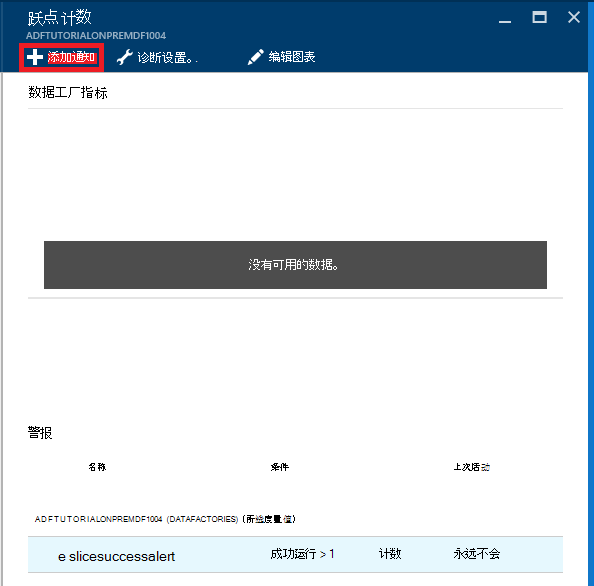 跃点计数
ADFTUTORIALONPREMDF1004
添加通知 诊断设置。. 编辑图表
数据工厂指标
没有可用的数据。
警报
名称 条件 上次活动
ADFTUTORIALONPREMDF1004 (DATAFACTORIES) (所选度量值)
e slicesuccessalert 成功运行 > 1 计数 永远不会